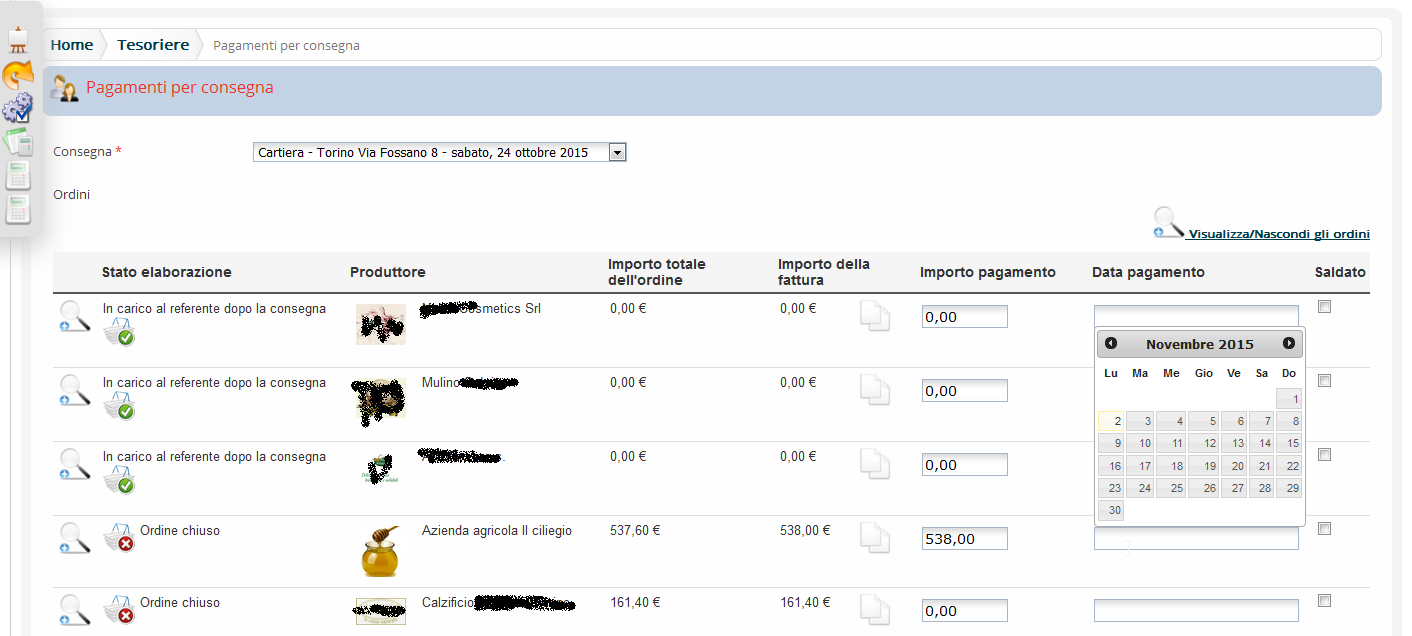 Home Tesoriere Pagamenti per consegna
Pagamenti per consegna
Consegna * Cartiera - Torino Via Fossano 8 - sabato, 24 ottobre 2015
Ordini
Visualizza/Nascondi gli ordini
Stato elaborazione Produttore Importo totale dell'ordine Importo della fattura Importo pagamento Data pagamento Saldato
In carico al referente dopo la consegna Srl 0,00 € 0,00 € 0,00
Novembre 2015
Lu Ma Me Gio Ve Sa Do
1
2 3 4 5 6 7 8
9 10 11 12 13 14 15
16 17 18 19 20 21 22
23 24 25 26 27 28 29
30
In carico al referente dopo la consegna Mulino 0,00 € 0,00 € 0,00
In carico al referente dopo la consegna 0,00 € 0,00 € 0,00
Ordine chiuso Azienda agricola Il ciliegio 537,60 € 538,00 € 538,00
Ordine chiuso Calzificio 161,40 € 161,40 € 0,00